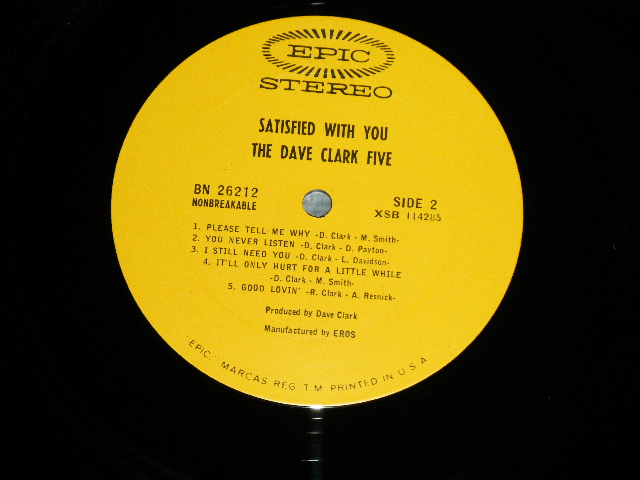 EPIC
STEREO
SATISFIED WITH YOU
THE DAVE CLARK FIVE
BN 26212
NONBREAKABLE
SIDE 2
XSB 114285
1. PLEASE TELL ME WHY -D. Clark - M. Smith-
2. YOU NEVER LISTEN -D. Clark - D. Payton-
3. I STILL NEED YOU -D. Clark - L. Davidson-
4. IT'LL ONLY HURT FOR A LITTLE WHILE
-D. Clark - M. Smith-
5. GOOD LOVIN' -R. Clark - A. Resnick-
Produced by Dave Clark
Manufactured by EROS
"EPIC," MARCAS REG. T.M. PRINTED IN U.S.A.